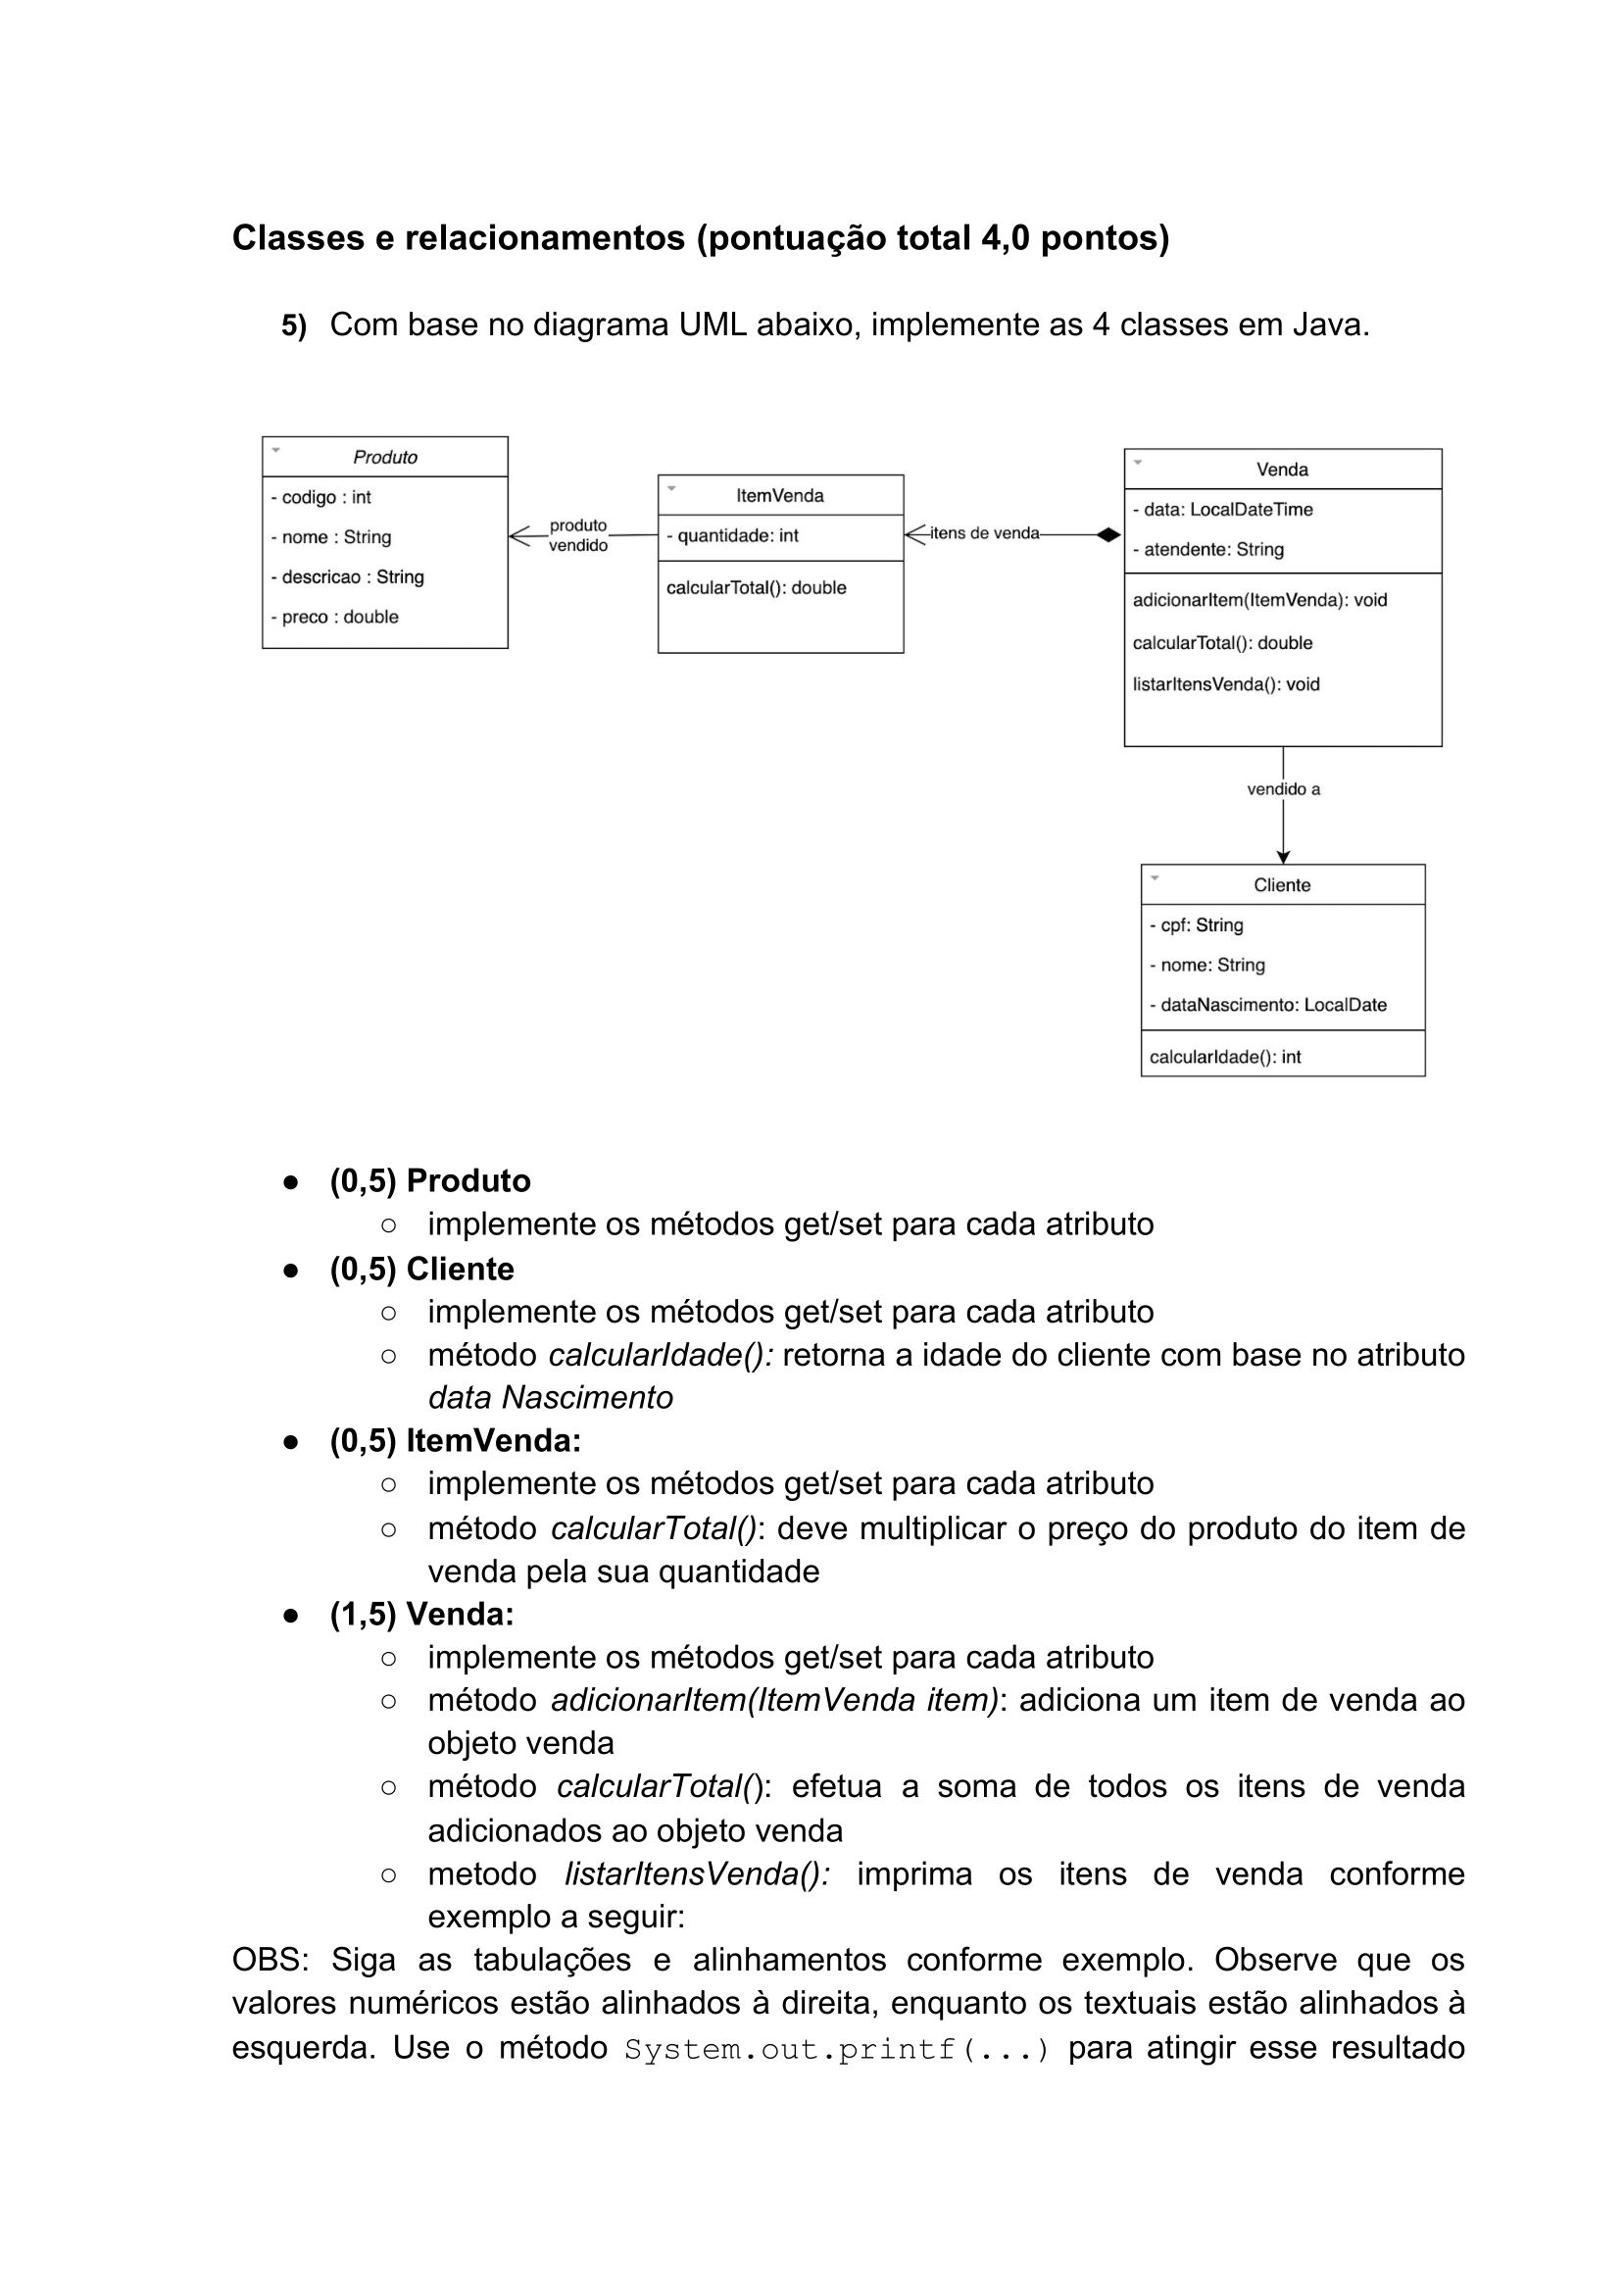 Classes e relacionamentos (pontuação total 4,0 pontos)
5) Com base no diagrama UML abaixo, implemente as 4 classes em Java.
Produto
- codigo : int
- nome : String
- descricao : String
- preco : double
produto
vendido
ItemVenda
- quantidade: int
calcularTotal(): double
itens de venda
Venda
- data: LocalDateTime
- atendente: String
adicionarItem(ItemVenda): void
calcularTotal(): double
listarItensVenda(): void
vendido a
Cliente
- cpf: String
- nome: String
- dataNascimento: LocalDate
calcularIdade(): int
● (0,5) Produto
○ implemente os métodos get/set para cada atributo
● (0,5) Cliente
○ implemente os métodos get/set para cada atributo
○ método calcularIdade(): retorna a idade do cliente com base no atributo
data Nascimento
● (0,5) ItemVenda:
○ implemente os métodos get/set para cada atributo
○ método calcularTotal(): deve multiplicar o preço do produto do item de
venda pela sua quantidade
● (1,5) Venda:
○ implemente os métodos get/set para cada atributo
○ método adicionarItem(ItemVenda item): adiciona um item de venda ao
objeto venda
○ método calcularTotal(): efetua a soma de todos os itens de venda
adicionados ao objeto venda
○ metodo listarItensVenda(): imprima os itens de venda conforme
exemplo a seguir:
OBS: Siga as tabulações e alinhamentos conforme exemplo. Observe que os
valores numéricos estão alinhados à direita, enquanto os textuais estão alinhados à
esquerda. Use o método System.out.printf(...) para atingir esse resultado